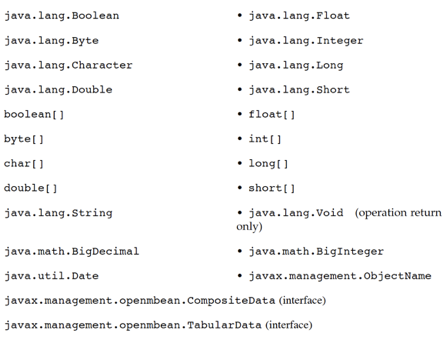 java.lang.Boolean • java.lang.Float
java.lang.Byte • java.lang.Integer
java.lang.Character • java.lang.Long
java.lang.Double • java.lang.Short
boolean[] • float[]
byte[] • int[]
char[] • long[]
double[] • short[]
java.lang.String • java.lang.Void (operation return
only)
java.math.BigDecimal • java.math.BigInteger
java.util.Date • javax.management.ObjectName
javax.management.openmbean.CompositeData (interface)
javax.management.openmbean.TabularData (interface)